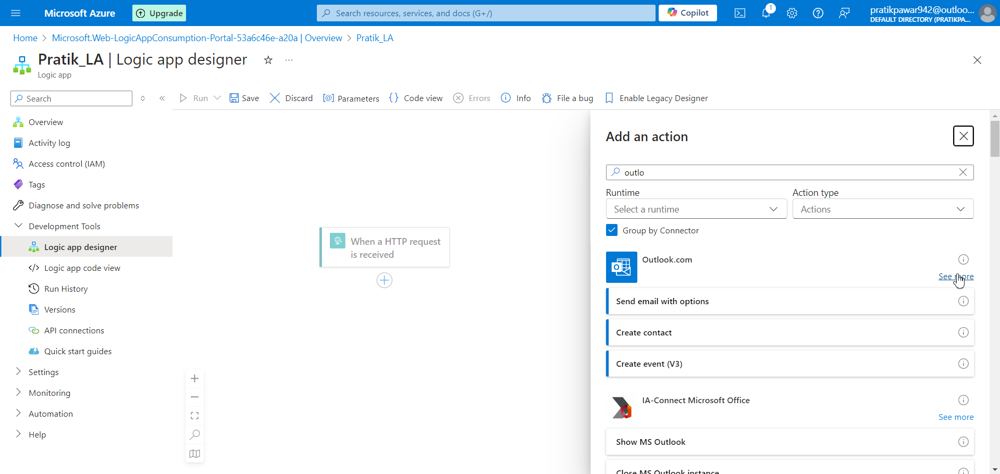 Microsoft Azure
Upgrade
Search resources, services, and docs (G+/)
Copilot
1
pratikpawar942@outloo...
DEFAULT DIRECTORY (PRATIKPA...
Home > Microsoft.Web-LogicAppConsumption-Portal-53a6c46e-a20a | Overview > Pratik_LA
Pratik_LA | Logic app designer
Logic app
Search
Run
Save
Discard
Parameters
Code view
Errors
Info
File a bug
Enable Legacy Designer
Overview
Activity log
Access control (IAM)
Tags
Diagnose and solve problems
Development Tools
Logic app designer
Logic app code view
Run History
Versions
API connections
Quick start guides
Settings
Monitoring
Automation
Help
When a HTTP request
is received
Add an action
outlo
Runtime
Action type
Select a runtime
Actions
Group by Connector
Outlook.com
See more
Send email with options
Create contact
Create event (V3)
IA-Connect Microsoft Office
See more
Show MS Outlook
Close MS Outlook instance